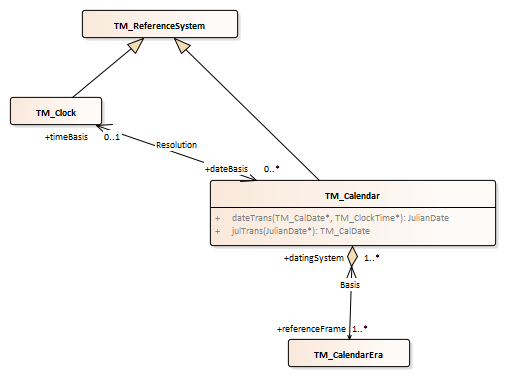 TM_ReferenceSystem
TM_Clock
+timeBasis 0..1
Resolution
+dateBasis 0..*
TM_Calendar
+ dateTrans(TM_CalDate*, TM_ClockTime*): JulianDate
+ julTrans(JulianDate*): TM_CalDate
+datingSystem 1..*
Basis
+referenceFrame 1..*
TM_CalendarEra